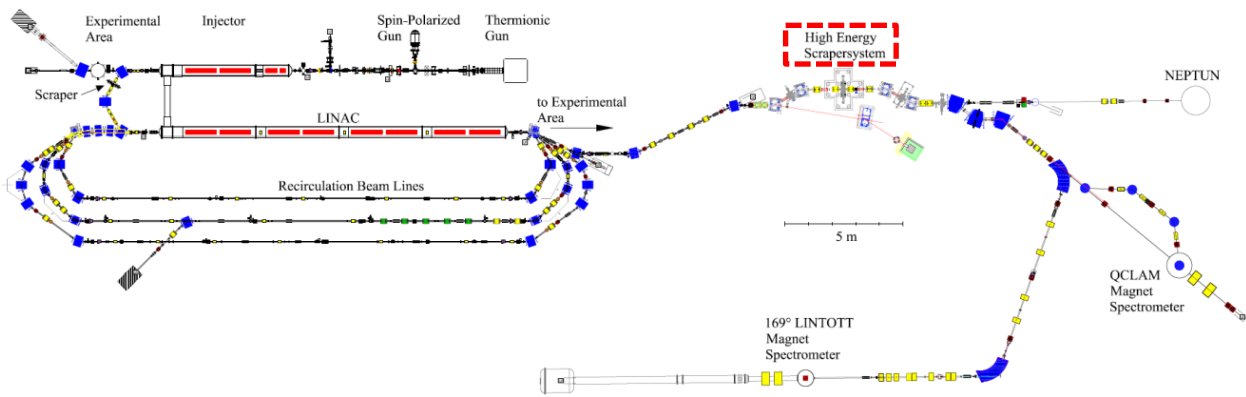 Experimental
Area
Injector
Spin-Polarized
Gun
Thermionic
Gun
High Energy
Scrapersystem
NEPTUN
Scraper
LINAC
to Experimental
Area
Recirculation Beam Lines
5 m
QCLAM
Magnet
Spectrometer
169° LINTOTT
Magnet
Spectrometer